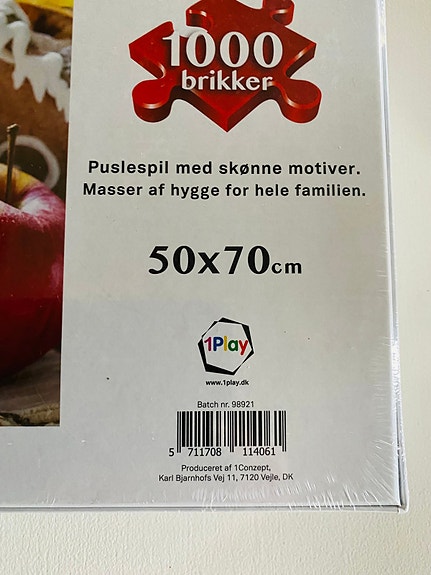 1000
brikker
Puslespil med skønne motiver.
Masser af hygge for hele familien.
50x70cm
1Play
www.1play.dk
Batch nr. 98921
5 711708 114061
Produceret af 1Conzept,
Karl Bjarnhofs Vej 11, 7120 Vejle, DK